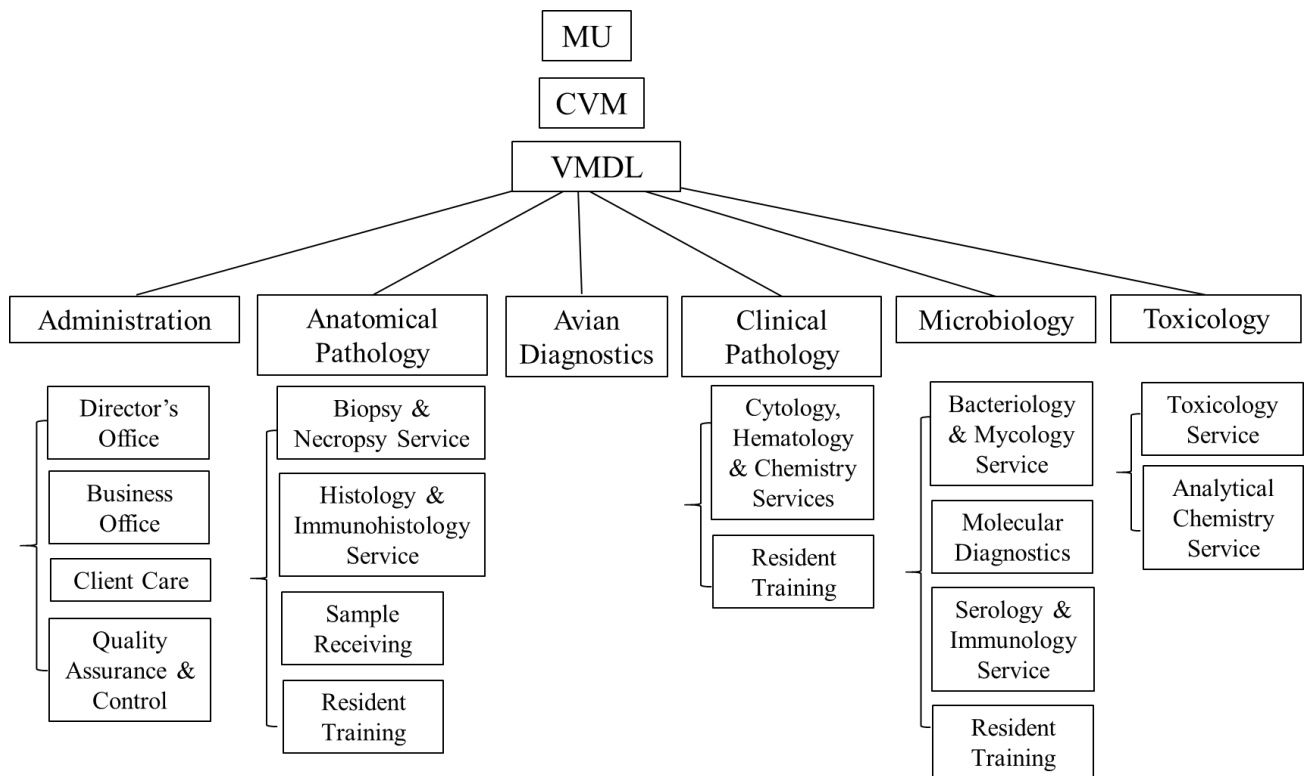 MU
CVM
VMDL
Administration
Director’s
Office
Business
Office
Client Care
Quality
Assurance &
Control
Anatomical
Pathology
Biopsy &
Necropsy Service
Histology &
Immunohistology
Service
Sample
Receiving
Resident
Training
Avian
Diagnostics
Clinical
Pathology
Cytology,
Hematology
& Chemistry
Services
Resident
Training
Microbiology
Bacteriology
& Mycology
Service
Molecular
Diagnostics
Serology &
Immunology
Service
Resident
Training
Toxicology
Toxicology
Service
Analytical
Chemistry
Service